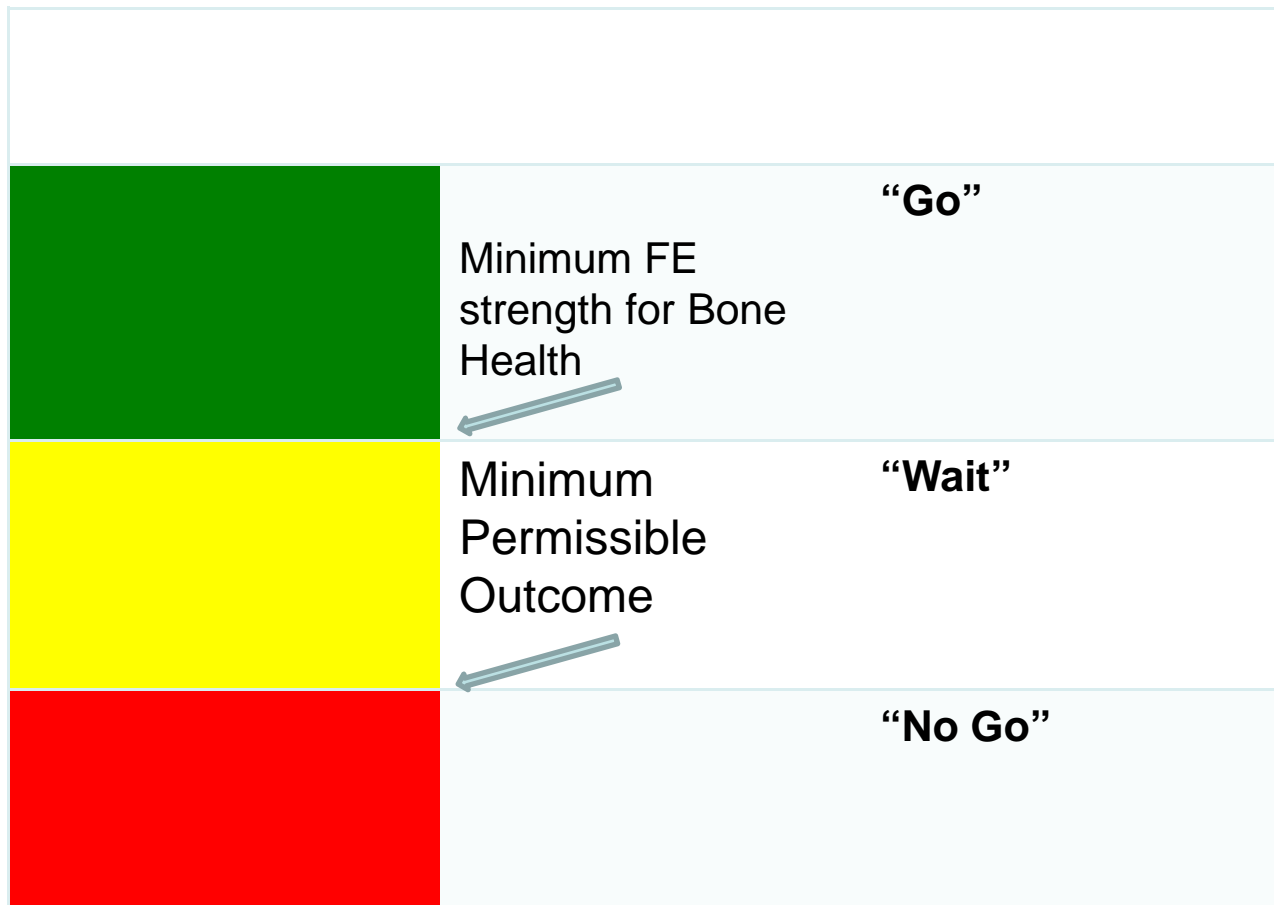 “Go”
Minimum FE
strength for Bone
Health
Minimum
Permissible
Outcome
“Wait”
“No Go”